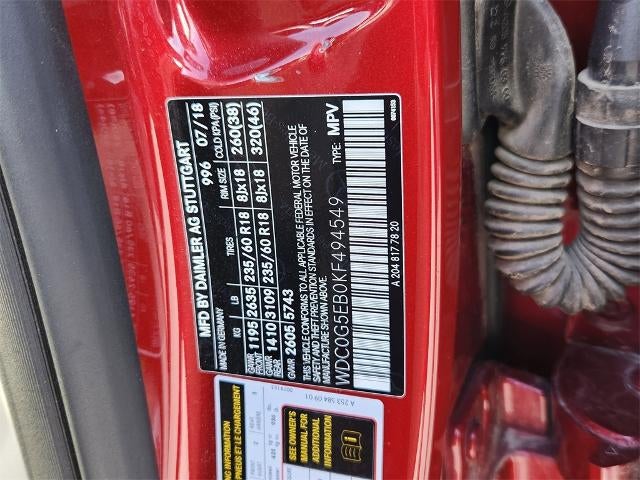 MFD BY DAIMLER AG STUTTGART
MADE IN GERMANY 996 07/18
KG LB TIRES RIM SIZE COLD KPA(PSI)
GAWR FRONT 1195 2635 235/60 R18 8Jx18 260(38)
GAWR REAR 1410 3109 235/60 R18 8Jx18 320(46)
GVWR 2605 5743
THIS VEHICLE CONFORMS TO ALL APPLICABLE FEDERAL MOTOR VEHICLE
SAFETY AND THEFT PREVENTION STANDARDS IN EFFECT ON THE DATE OF
MANUFACTURE SHOWN ABOVE.
WDC0G5EB0KF494549 TYPE: MPV
A 204 817 78 20
A 253 584 09 01
SEE OWNER'S
MANUAL FOR
ADDITIONAL
INFORMATION